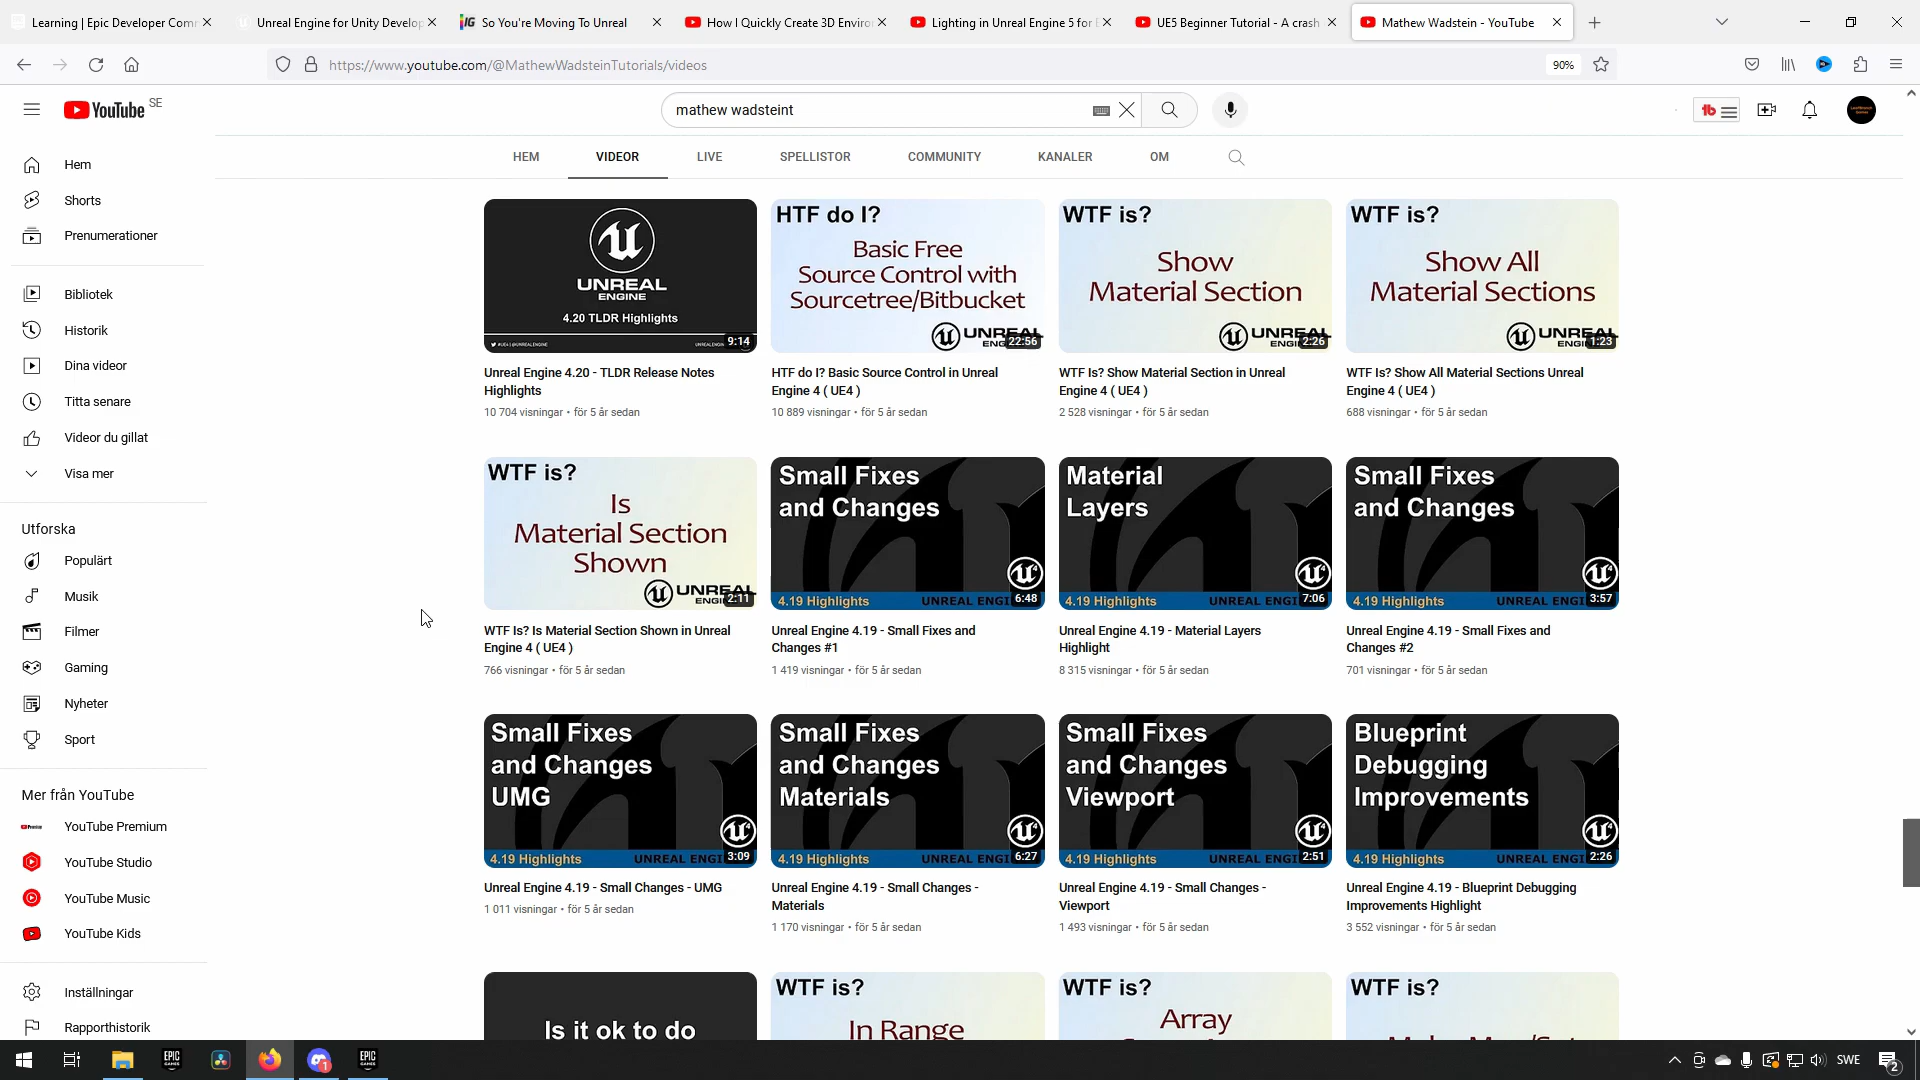 Learning | Epic Developer Com
Unreal Engine for Unity Develop
So You're Moving To Unreal
How I Quickly Create 3D Enviro
Lighting in Unreal Engine 5 for
UE5 Beginner Tutorial - A crash
Mathew Wadstein - YouTube
https://www.youtube.com/@MathewWadsteinTutorials/videos
90%
YouTube SE
mathew wadsteint
HEM
VIDEOR
LIVE
SPELLISTOR
COMMUNITY
KANALER
OM
Hem
Shorts
Prenumerationer
Bibliotek
Historik
Dina videor
Titta senare
Videor du gillat
Visa mer
Utforska
Populärt
Musik
Filmer
Gaming
Nyheter
Sport
Mer från YouTube
YouTube Premium
YouTube Studio
YouTube Music
YouTube Kids
Inställningar
Rapporthistorik
UNREAL
ENGINE
4.20 TLDR Highlights
9:14
Unreal Engine 4.20 - TLDR Release Notes
Highlights
10 704 visningar • för 5 år sedan
HTF do I?
Basic Free
Source Control with
Sourcetree/Bitbucket
UNREAL
22:56
HTF do I? Basic Source Control in Unreal
Engine 4 ( UE4 )
10 889 visningar • för 5 år sedan
WTF is?
Show
Material Section
UNREAL
2:26
WTF Is? Show Material Section in Unreal
Engine 4 ( UE4 )
2 528 visningar • för 5 år sedan
WTF is?
Show All
Material Sections
UNREAL
1:23
WTF Is? Show All Material Sections Unreal
Engine 4 ( UE4 )
688 visningar • för 5 år sedan
WTF is?
Is
Material Section
Shown
UNREAL
2:11
WTF Is? Is Material Section Shown in Unreal
Engine 4 ( UE4 )
766 visningar • för 5 år sedan
Small Fixes
and Changes
4.19 Highlights
UNREAL ENGI
6:48
Unreal Engine 4.19 - Small Fixes and
Changes #1
1 419 visningar • för 5 år sedan
Material
Layers
4.19 Highlights
UNREAL ENGI
7:06
Unreal Engine 4.19 - Material Layers
Highlight
8 315 visningar • för 5 år sedan
Small Fixes
and Changes
4.19 Highlights
UNREAL ENGI
3:57
Unreal Engine 4.19 - Small Fixes and
Changes #2
701 visningar • för 5 år sedan
Small Fixes
and Changes
UMG
4.19 Highlights
UNREAL ENGI
3:09
Unreal Engine 4.19 - Small Changes - UMG
1 011 visningar • för 5 år sedan
Small Fixes
and Changes
Materials
4.19 Highlights
UNREAL ENGI
6:27
Unreal Engine 4.19 - Small Changes -
Materials
1 170 visningar • för 5 år sedan
Small Fixes
and Changes
Viewport
4.19 Highlights
UNREAL ENGI
2:51
Unreal Engine 4.19 - Small Changes -
Viewport
1 493 visningar • för 5 år sedan
Blueprint
Debugging
Improvements
4.19 Highlights
UNREAL ENGI
2:26
Unreal Engine 4.19 - Blueprint Debugging
Improvements Highlight
3 552 visningar • för 5 år sedan
Is it ok to do
WTF is?
In Range
WTF is?
Array
WTF is?
SWE
2